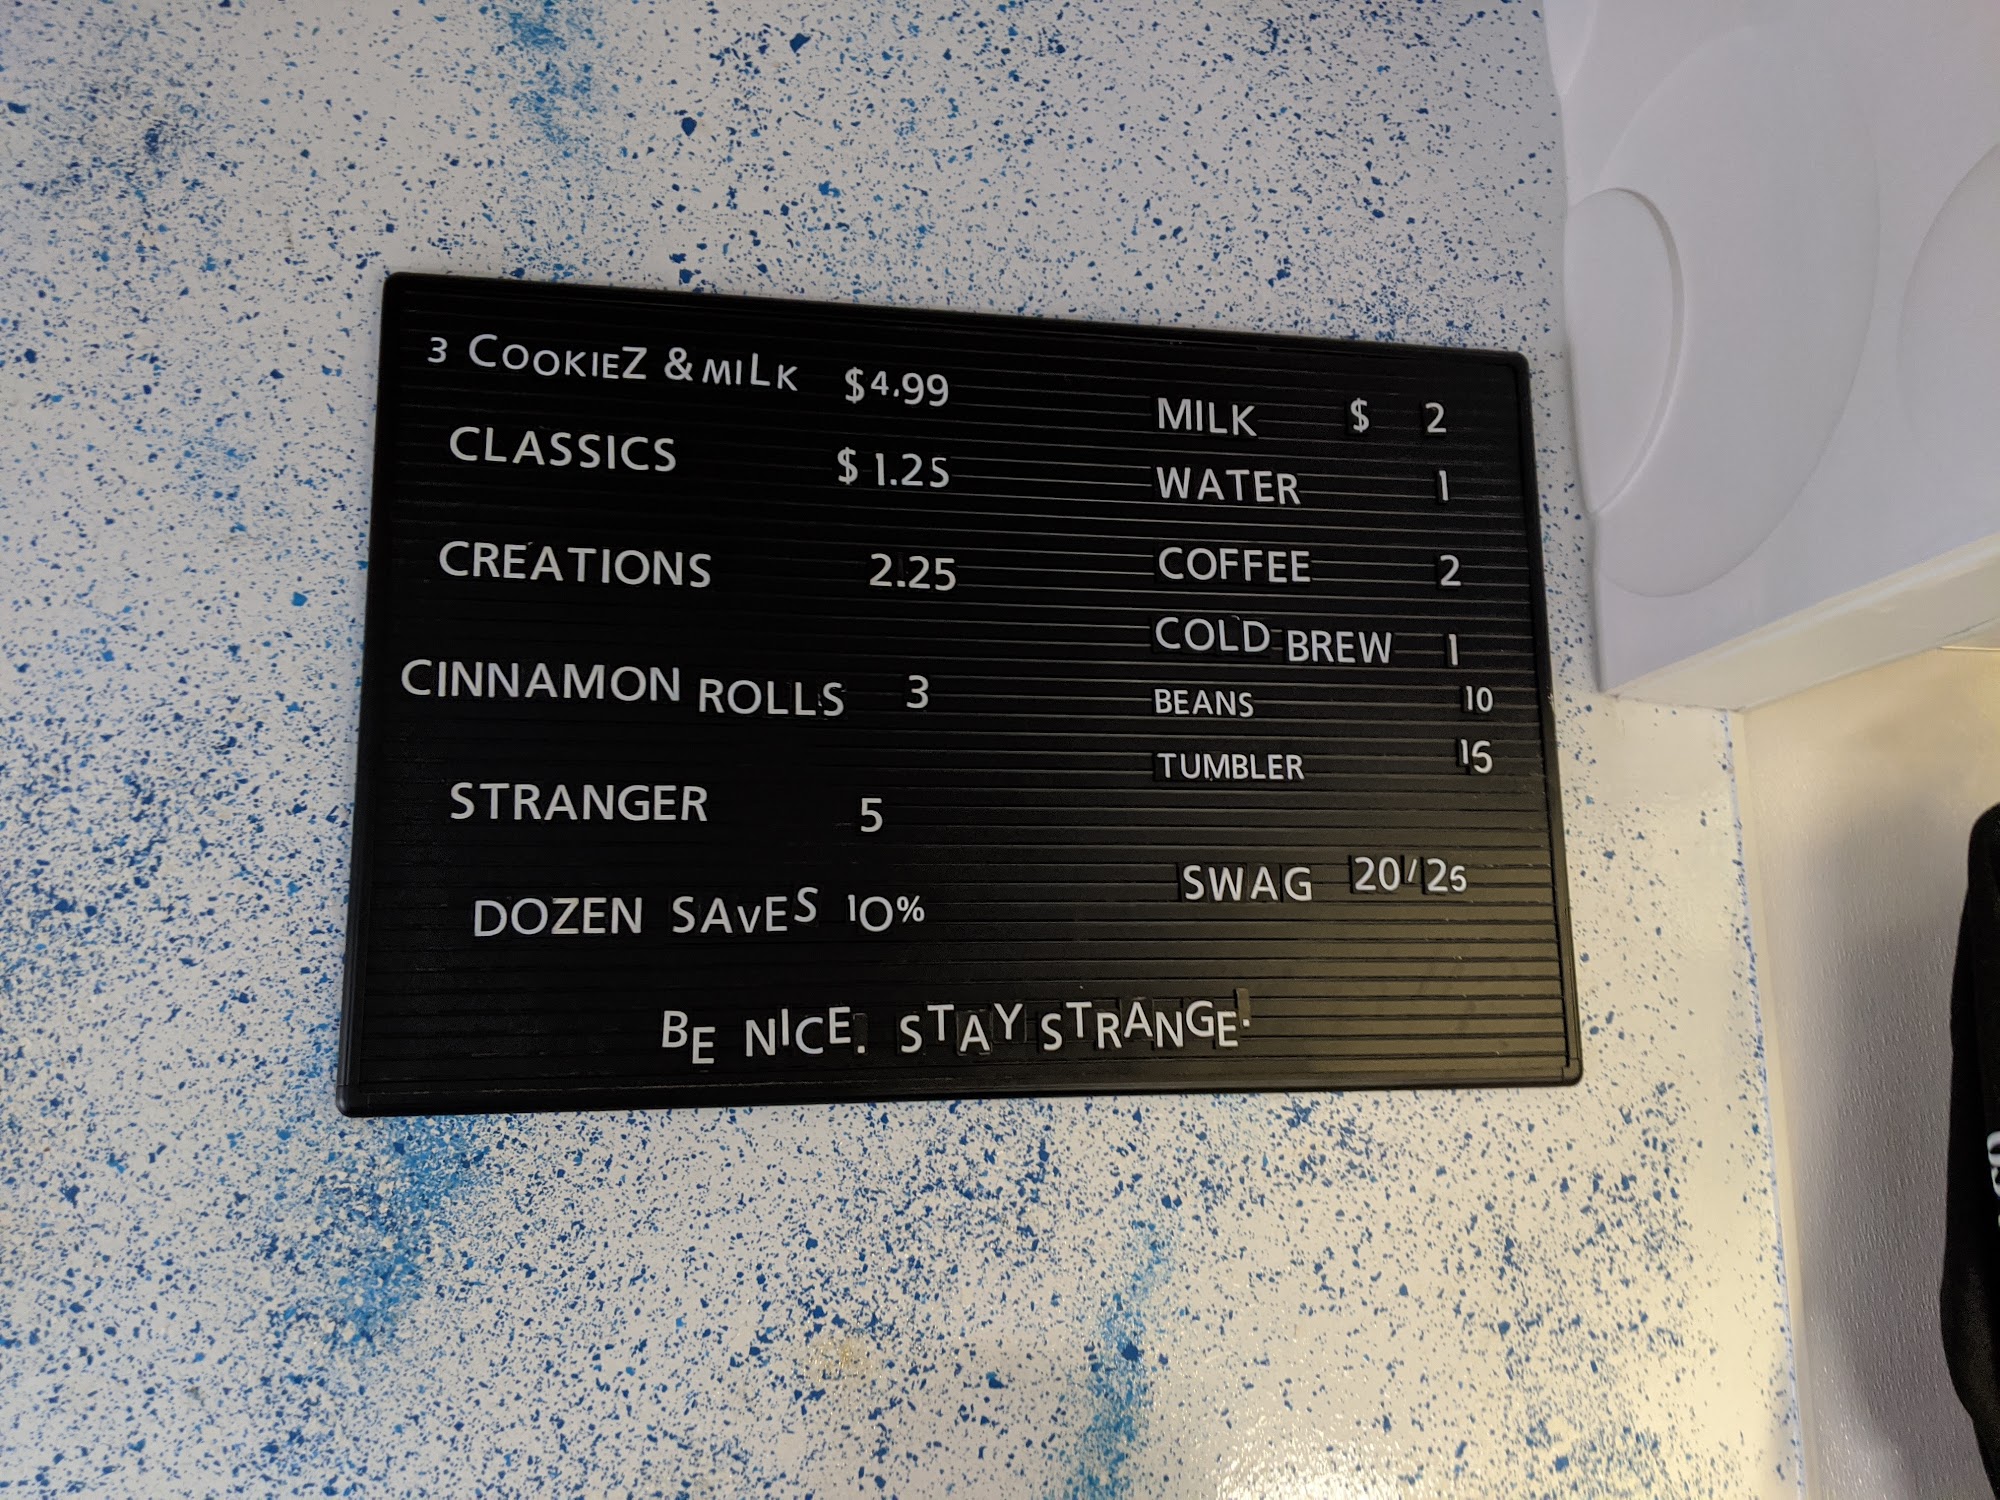 3 COOKIEZ & MILK $4.99
CLASSICS $1.25
CREATIONS 2.25
CINNAMON ROLLS 3
STRANGER 5
DOZEN SAVES 10%
MILK $ 2
WATER 1
COFFEE 2
COLD BREW 1
BEANS 10
TUMBLER 15
SWAG 20/25
BE NICE. STAY STRANGE.